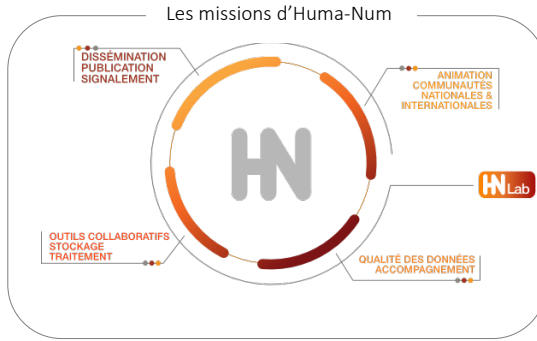 Les missions d’Huma-Num
DISSÉMINATION
PUBLICATION
SIGNALEMENT
ANIMATION
COMMUNAUTÉS
NATIONALES &
INTERNATIONALES
HN
HN Lab
OUTILS COLLABORATIFS
STOCKAGE
TRAITEMENT
QUALITÉ DES DONNÉES
ACCOMPAGNEMENT